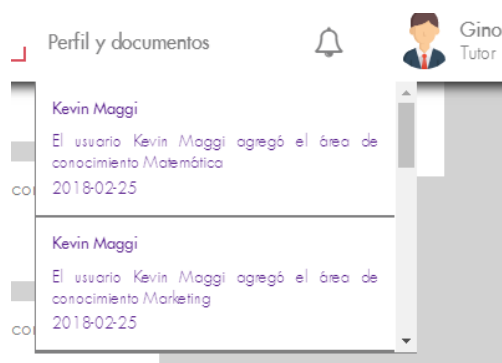 Perfil y documentos
Gino
Tutor
Kevin Maggi
El usuario Kevin Maggi agregó el área de
conocimiento Matemática
2018-02-25
Kevin Maggi
El usuario Kevin Maggi agregó el área de
conocimiento Marketing
2018-02-25